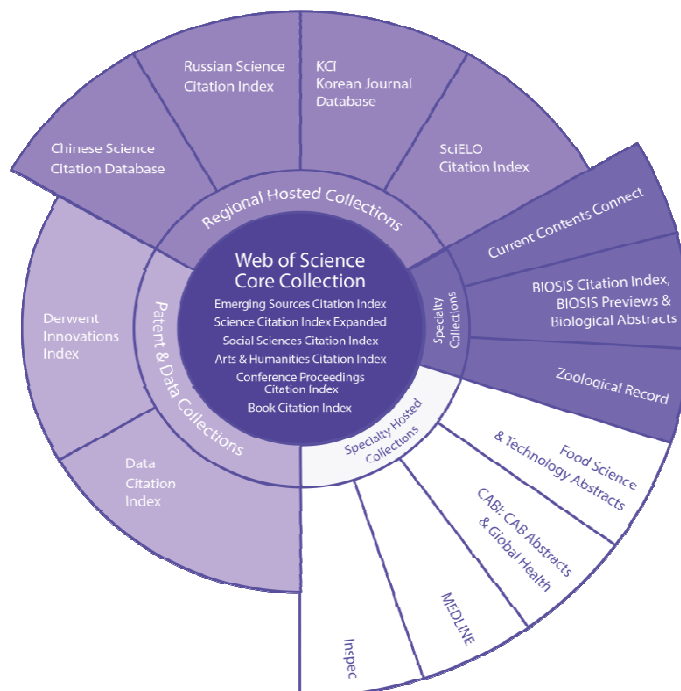 Russian Science
Citation Index
KCI
Korean Journal
Database
Chinese Science
Citation Database
SciELO
Citation Index
Regional Hosted Collections
Current Contents Connect
BIOSIS Citation Index,
BIOSIS Previews &
Biological Abstracts
Zoological Record
Specialty
Collections
Web of Science
Core Collection
Emerging Sources Citation Index
Science Citation Index Expanded
Social Sciences Citation Index
Arts & Humanities Citation Index
Conference Proceedings
Citation Index
Book Citation Index
Patent & Data Collections
Derwent
Innovations
Index
Data
Citation
Index
Specialty Hosted
Collections
Food Science
& Technology Abstracts
CABI: CAB Abstracts
& Global Health
MEDLINE
Inspec